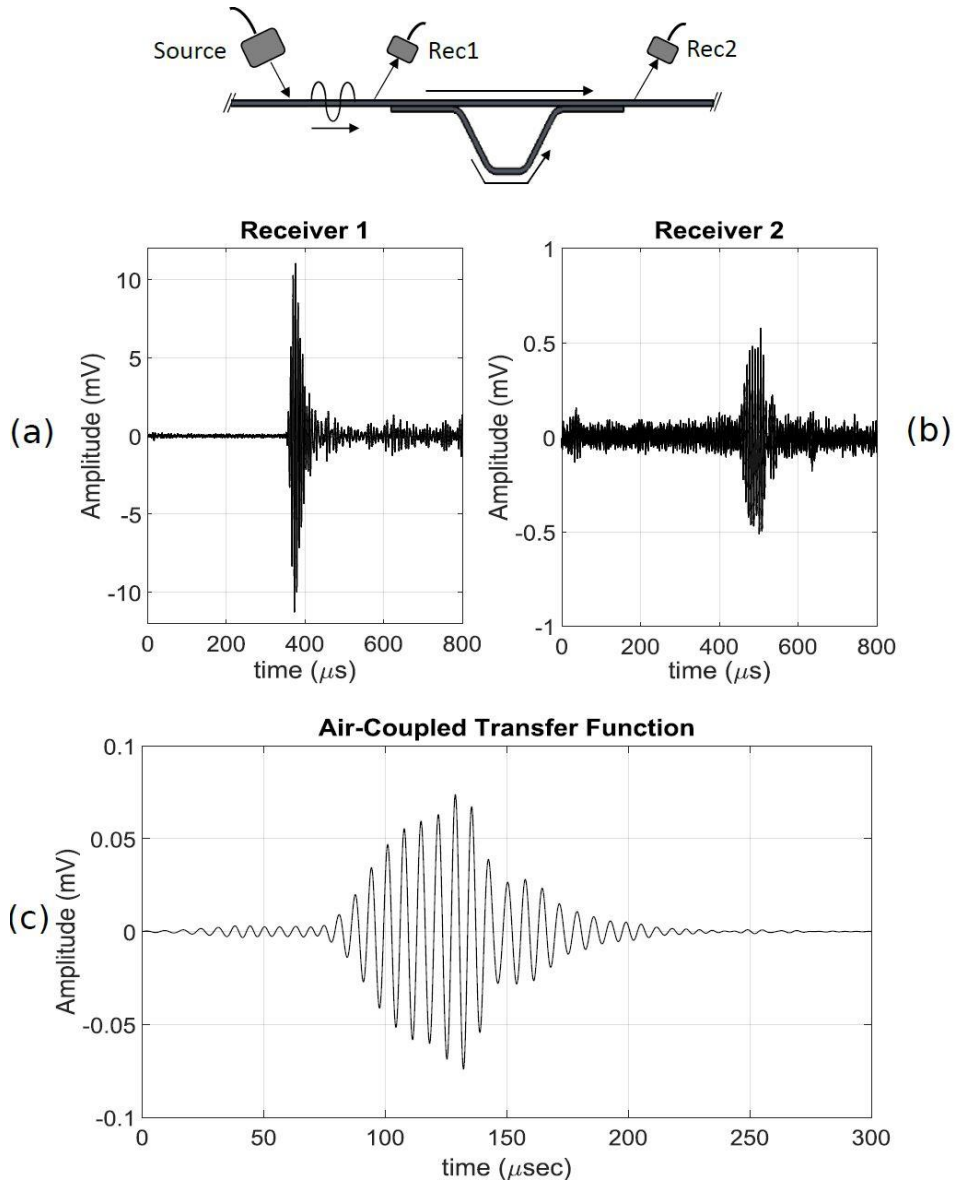 Source
Rec1
Rec2
Receiver 1
Receiver 2
(a)
Amplitude (mV)
10
5
0
-5
-10
0 200 400 600 800
time (μs)
Amplitude (mV)
1
0.5
0
-0.5
-1
0 200 400 600 800
time (μs)
(b)
Air-Coupled Transfer Function
(c)
Amplitude (mV)
0.1
0.05
0
-0.05
-0.1
0 50 100 150 200 250 300
time (μsec)